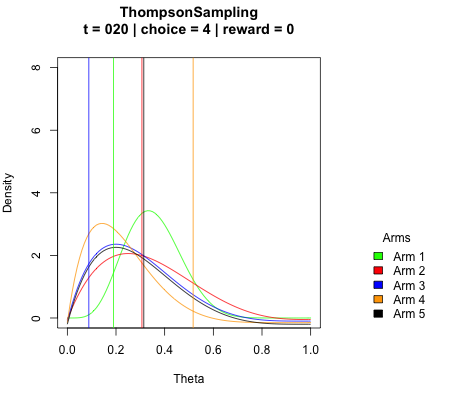 ThompsonSampling
t = 020 | choice = 4 | reward = 0
8
6
4
2
0
Density
0.0 0.2 0.4 0.6 0.8 1.0
Theta
Arms
Arm 1
Arm 2
Arm 3
Arm 4
Arm 5